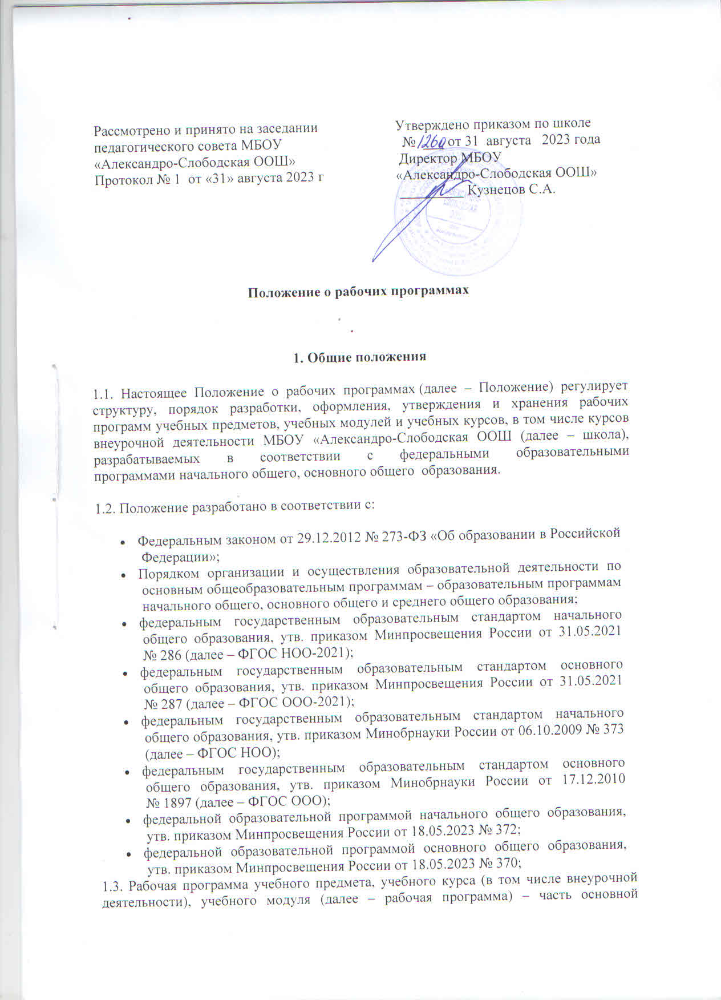 Рассмотрено и принято на заседании
педагогического совета МБОУ
«Александро-Слободская ООШ»
Протокол № 1 от «31» августа 2023 г
Утверждено приказом по школе
№ от 31 августа 2023 года
Директор МБОУ
«Александро-Слободская ООШ»
Кузнецов С.А.
Положение о рабочих программах
1. Общие положения
1.1. Настоящее Положение о рабочих программах (далее – Положение) регулирует
структуру, порядок разработки, оформления, утверждения и хранения рабочих
программ учебных предметов, учебных модулей и учебных курсов, в том числе курсов
внеурочной деятельности МБОУ «Александро-Слободская ООШ (далее – школа),
разрабатываемых в соответствии с федеральными образовательными
программами начального общего, основного общего образования.
1.2. Положение разработано в соответствии с:
• Федеральным законом от 29.12.2012 № 273-ФЗ «Об образовании в Российской
Федерации»;
• Порядком организации и осуществления образовательной деятельности по
основным общеобразовательным программам – образовательным программам
начального общего, основного общего и среднего общего образования;
• федеральным государственным образовательным стандартом начального
общего образования, утв. приказом Минпросвещения России от 31.05.2021
№ 286 (далее – ФГОС НОО-2021);
• федеральным государственным образовательным стандартом основного
общего образования, утв. приказом Минпросвещения России от 31.05.2021
№ 287 (далее – ФГОС ООО-2021);
• федеральным государственным образовательным стандартом начального
общего образования, утв. приказом Минобрнауки России от 06.10.2009 № 373
(далее – ФГОС НОО);
• федеральным государственным образовательным стандартом основного
общего образования, утв. приказом Минобрнауки России от 17.12.2010
№ 1897 (далее – ФГОС ООО);
• федеральной образовательной программой начального общего образования,
утв. приказом Минпросвещения России от 18.05.2023 № 372;
• федеральной образовательной программой основного общего образования,
утв. приказом Минпросвещения России от 18.05.2023 № 370;
1.3. Рабочая программа учебного предмета, учебного курса (в том числе внеурочной
деятельности), учебного модуля (далее – рабочая программа) – часть основной